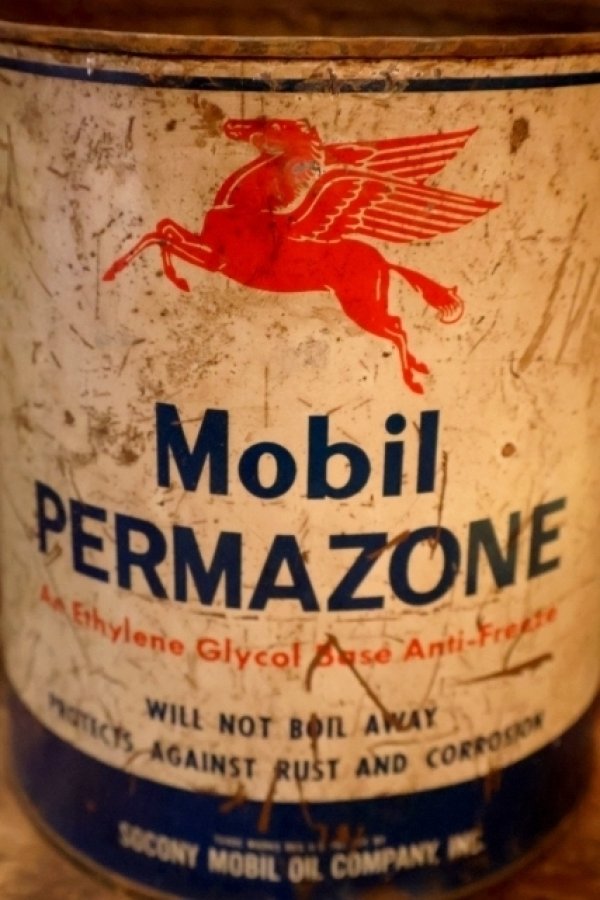 Mobil
PERMAZONE
An Ethylene Glycol Base Anti-Freeze
WILL NOT BOIL AWAY
PROTECTS AGAINST RUST AND CORROSION
SOCONY MOBIL OIL COMPANY, INC.